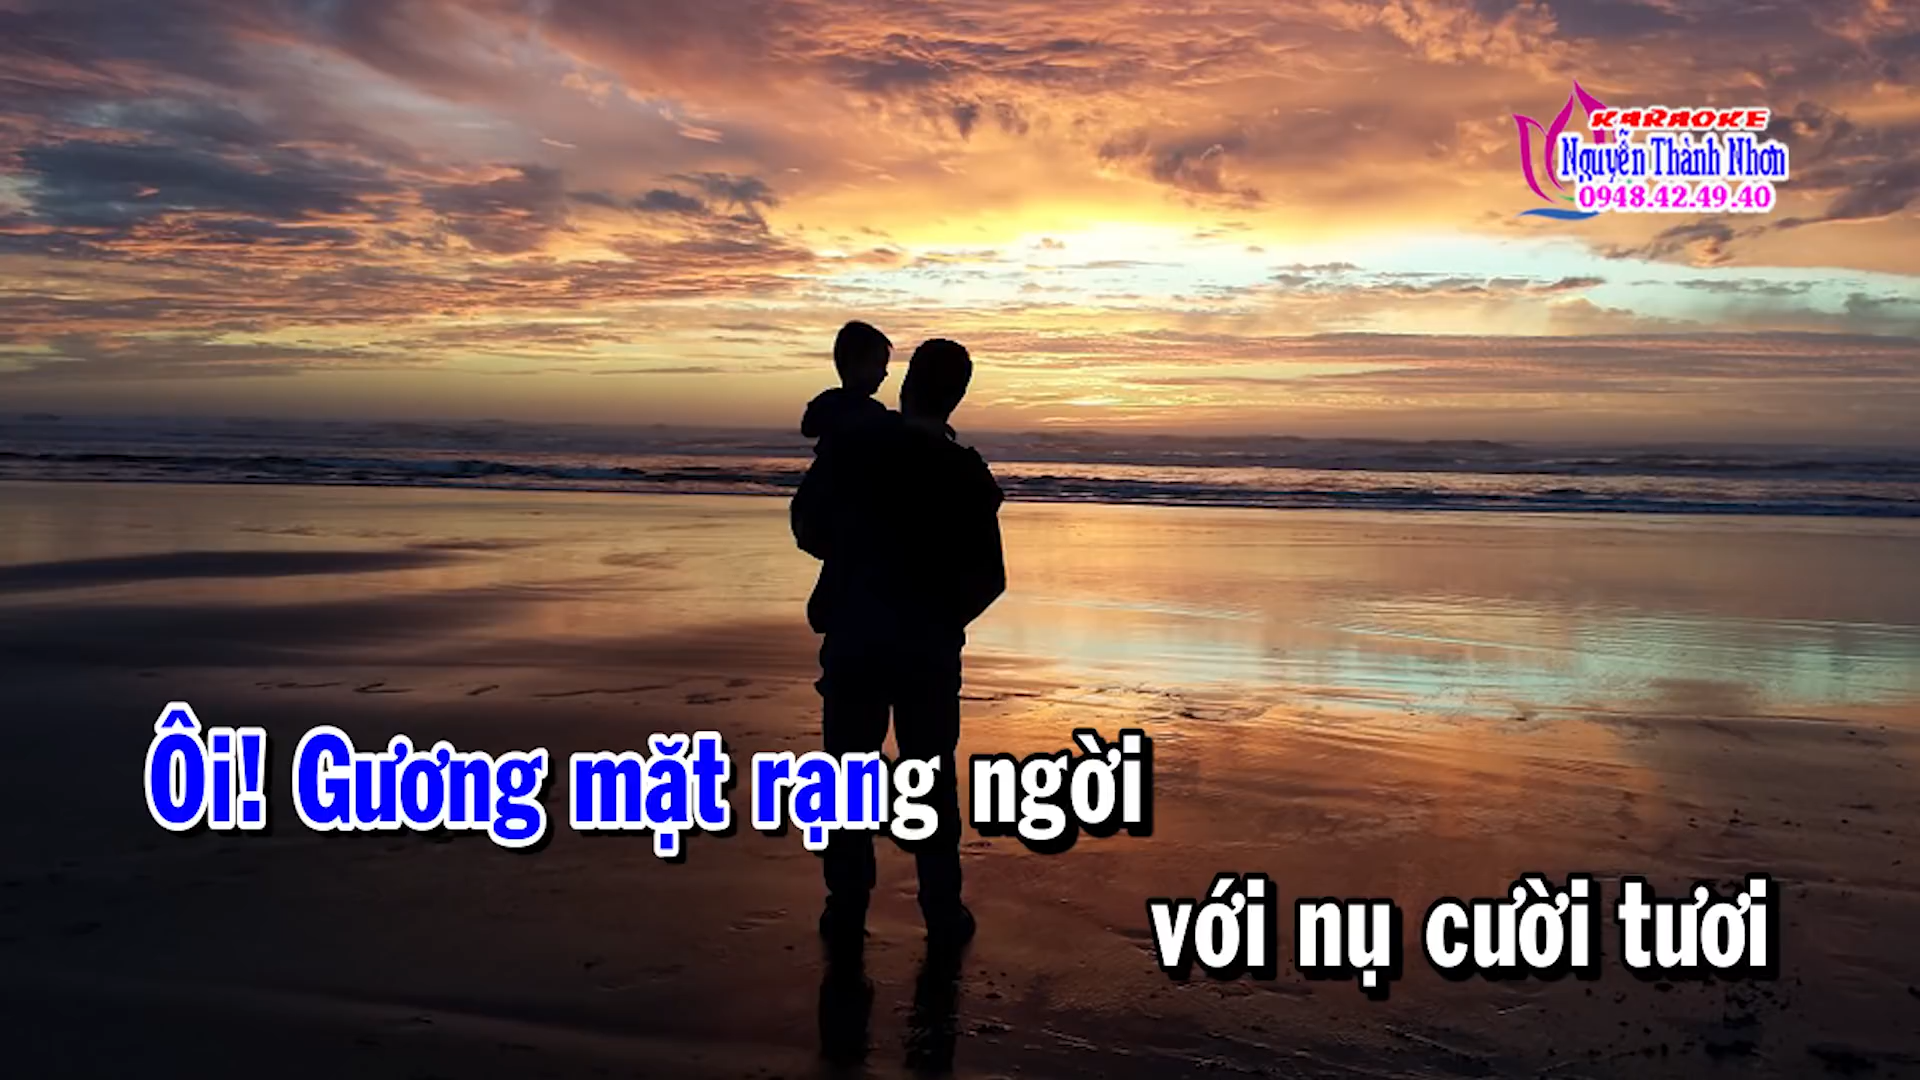 KARAOKE
Nguyễn Thành Nhơn
0948.42.49.40
Ôi! Gương mặt rạng ngời
với nụ cười tươi